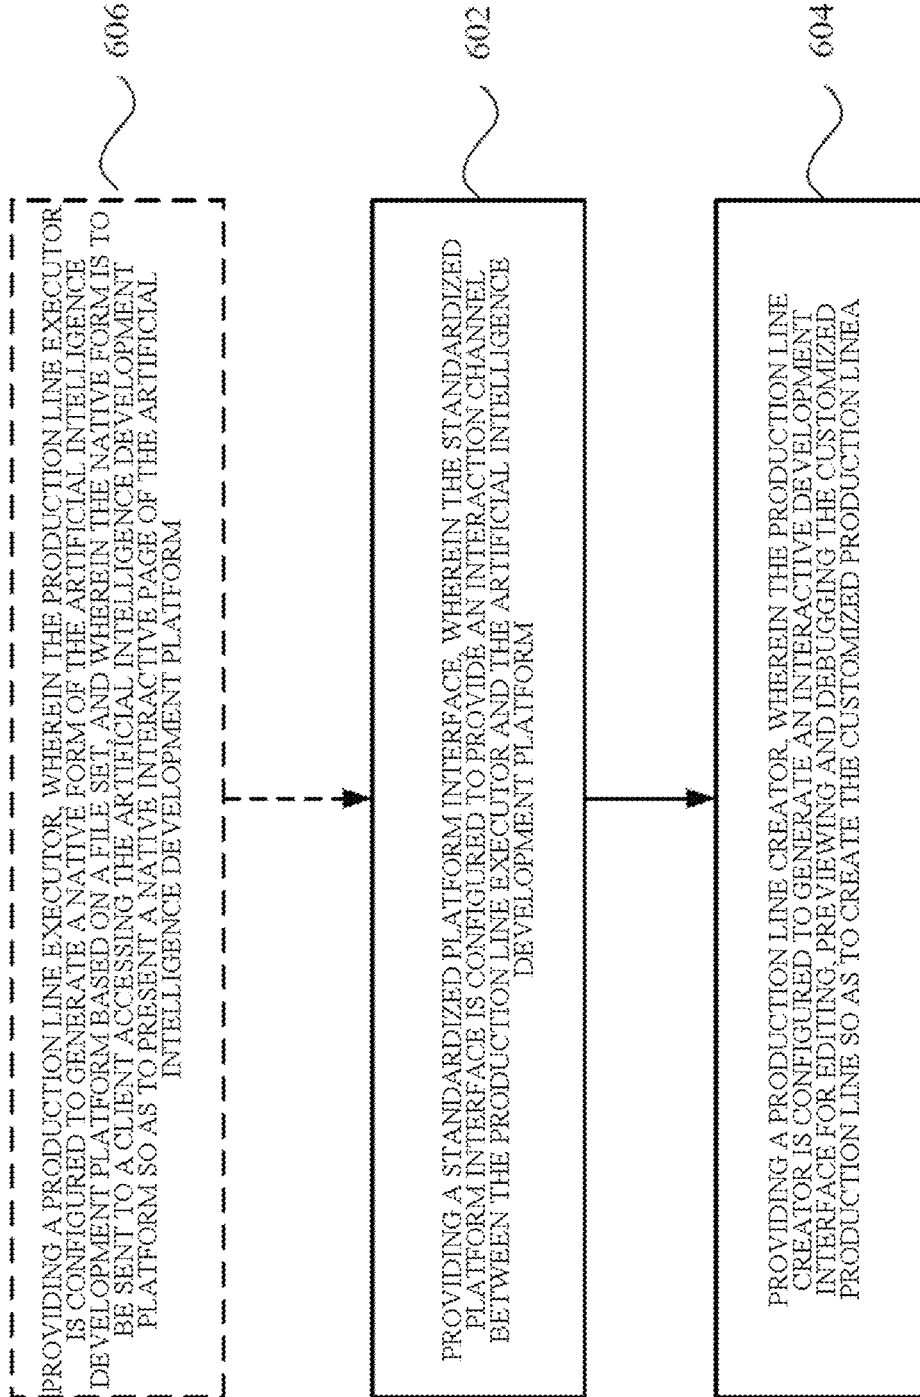 606
PROVIDING A PRODUCTION LINE EXECUTOR, WHEREIN THE PRODUCTION LINE EXECUTOR
IS CONFIGURED TO GENERATE A NATIVE FORM OF THE ARTIFICIAL INTELLIGENCE
DEVELOPMENT PLATFORM BASED ON A FILE SET, AND WHEREIN THE NATIVE FORM IS TO
BE SENT TO A CLIENT ACCESSING THE ARTIFICIAL INTELLIGENCE DEVELOPMENT
PLATFORM SO AS TO PRESENT A NATIVE INTERACTIVE PAGE OF THE ARTIFICIAL
INTELLIGENCE DEVELOPMENT PLATFORM
602
PROVIDING A STANDARDIZED PLATFORM INTERFACE, WHEREIN THE STANDARDIZED
PLATFORM INTERFACE IS CONFIGURED TO PROVIDE AN INTERACTION CHANNEL
BETWEEN THE PRODUCTION LINE EXECUTOR AND THE ARTIFICIAL INTELLIGENCE
DEVELOPMENT PLATFORM
604
PROVIDING A PRODUCTION LINE CREATOR, WHEREIN THE PRODUCTION LINE
CREATOR IS CONFIGURED TO GENERATE AN INTERACTIVE DEVELOPMENT
INTERFACE FOR EDITING, PREVIEWING AND DEBUGGING THE CUSTOMIZED
PRODUCTION LINE SO AS TO CREATE THE CUSTOMIZED PRODUCTION LINEA